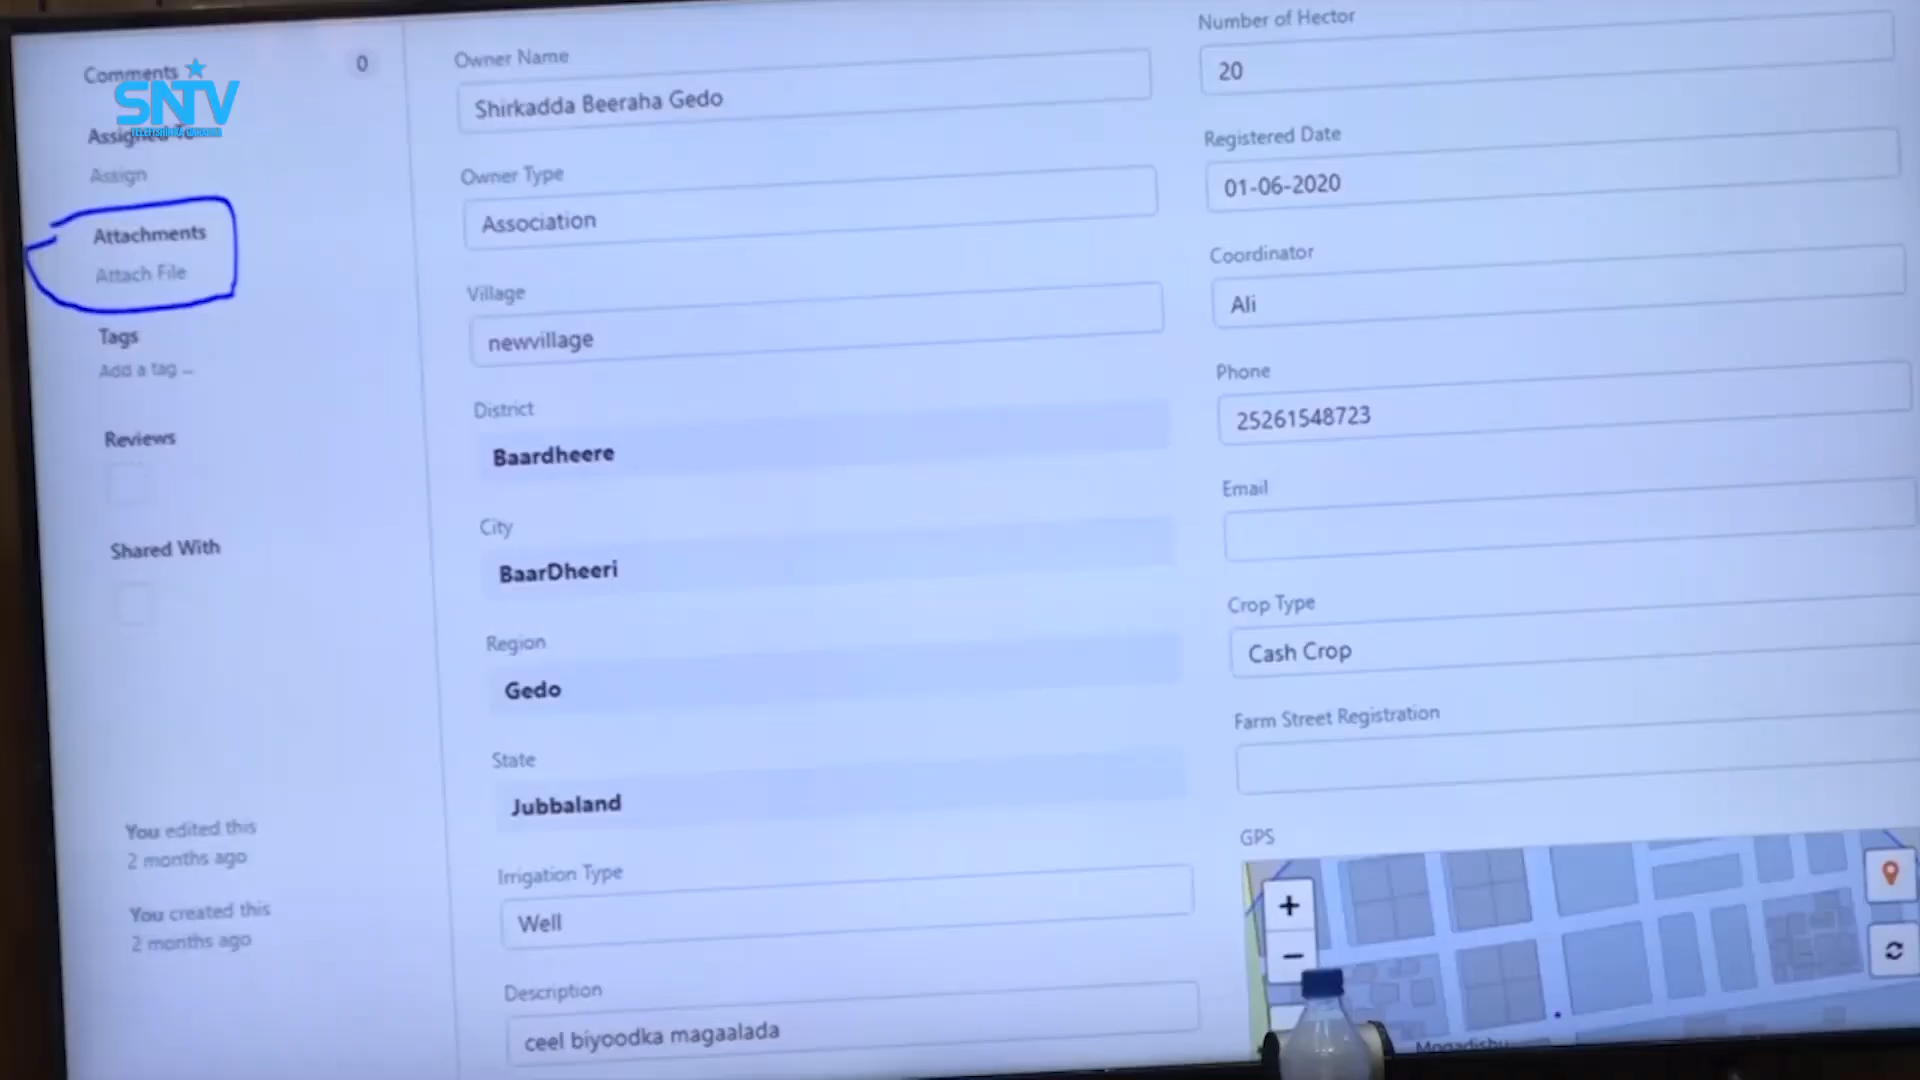 Comments
0
SNTV
Assigned To
Assign
Attachments
Attach File
Tags
Add a tag ...
Reviews
Shared With
You edited this
2 months ago
You created this
2 months ago
Owner Name
Shirkadda Beeraha Gedo
Owner Type
Association
Village
newvillage
District
Baardheere
City
BaarDheeri
Region
Gedo
State
Jubbaland
Irrigation Type
Well
Description
ceel biyoodka magaalada
Number of Hector
20
Registered Date
01-06-2020
Coordinator
Ali
Phone
25261548723
Email
Crop Type
Cash Crop
Farm Street Registration
GPS
+
−
Mogadishu